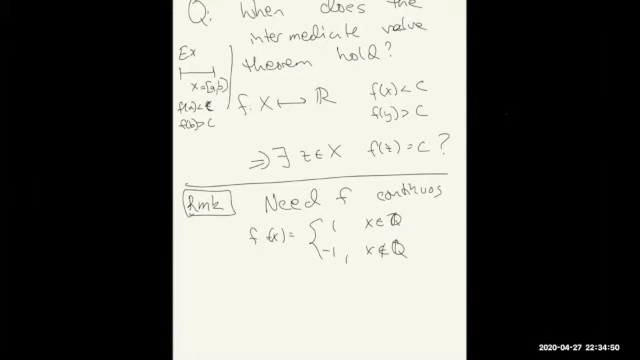 Q: When does the
intermediate value
theorem hold?
Ex
X=[a,b]
f(a)<C
f(b)>C
f: X ⟼ ℝ
f(x)<C
f(y)>C
⇒ ∃ z ∈ X f(z)=C ?
Rmk Need f continuos
f(x)= { 1 x∈ℚ
-1, x∉ℚ
2020-04-27 22:34:50